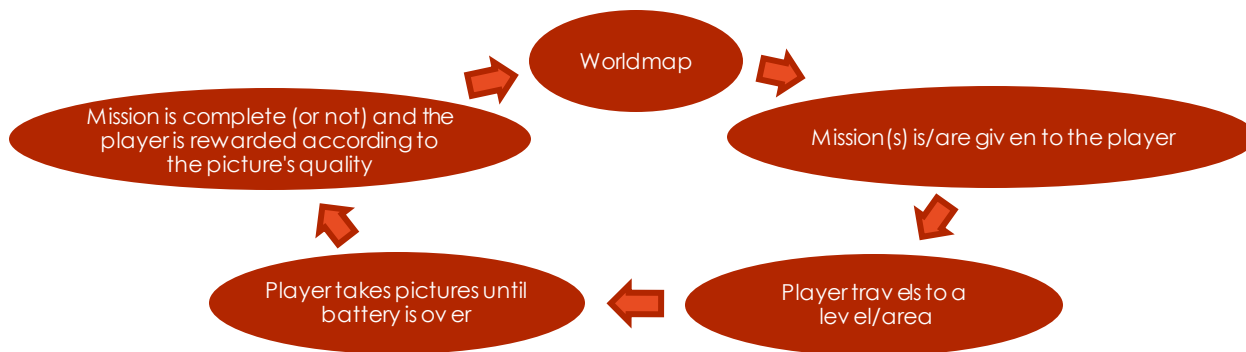 Worldmap
Mission(s) is/are given to the player
Player travels to a
level/area
Player takes pictures until
battery is over
Mission is complete (or not) and the
player is rewarded according to
the picture's quality